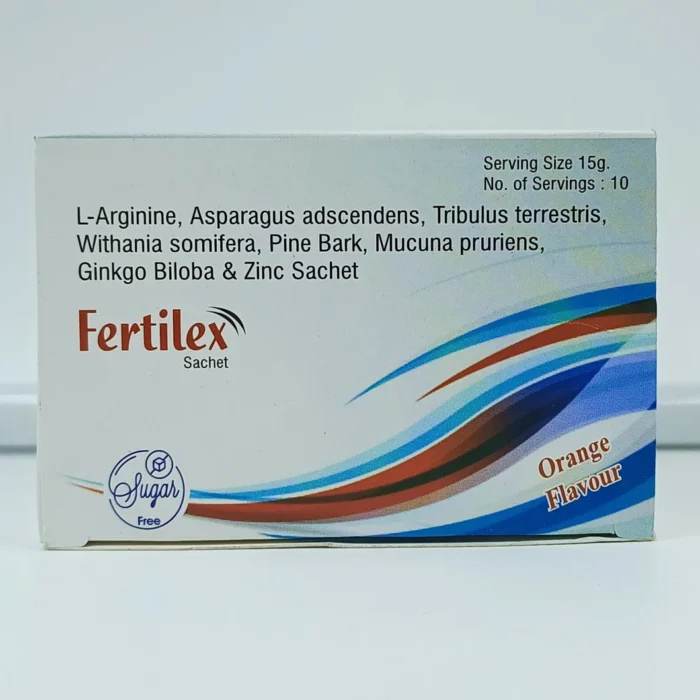 Serving Size 15g.
No. of Servings : 10
L-Arginine, Asparagus adscendens, Tribulus terrestris,
Withania somifera, Pine Bark, Mucuna pruriens,
Ginkgo Biloba & Zinc Sachet
Fertilex
Sachet
Sugar
Free
Orange
Flavour